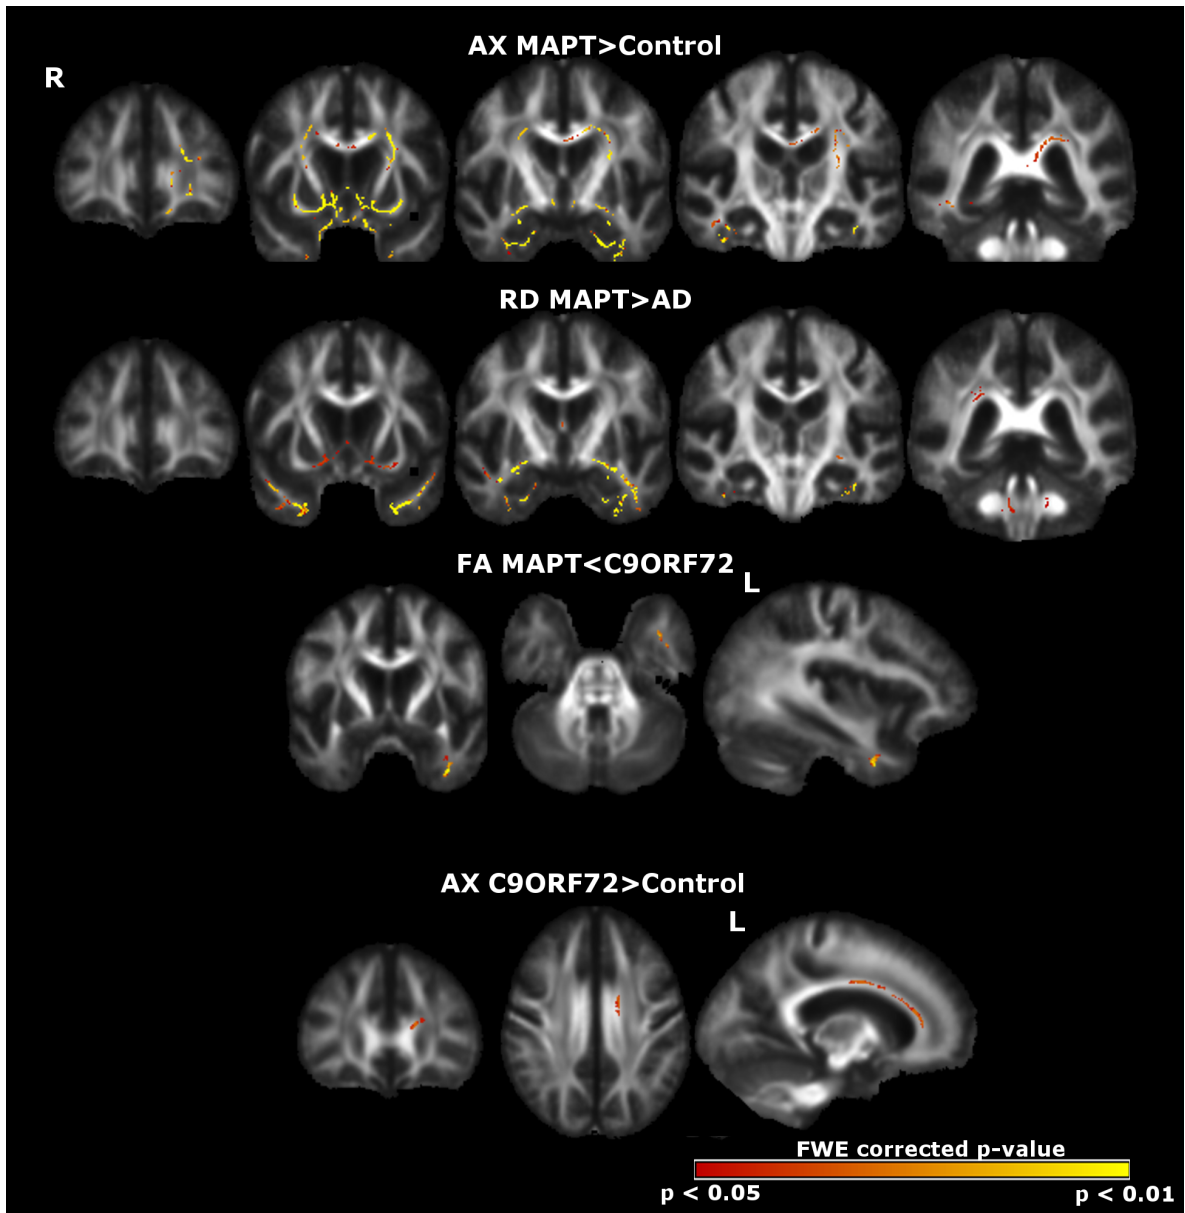 AX MAPT>Control
R
RD MAPT>AD
FA MAPT<C9ORF72
L
AX C9ORF72>Control
L
FWE corrected p-value
p < 0.05
p < 0.01